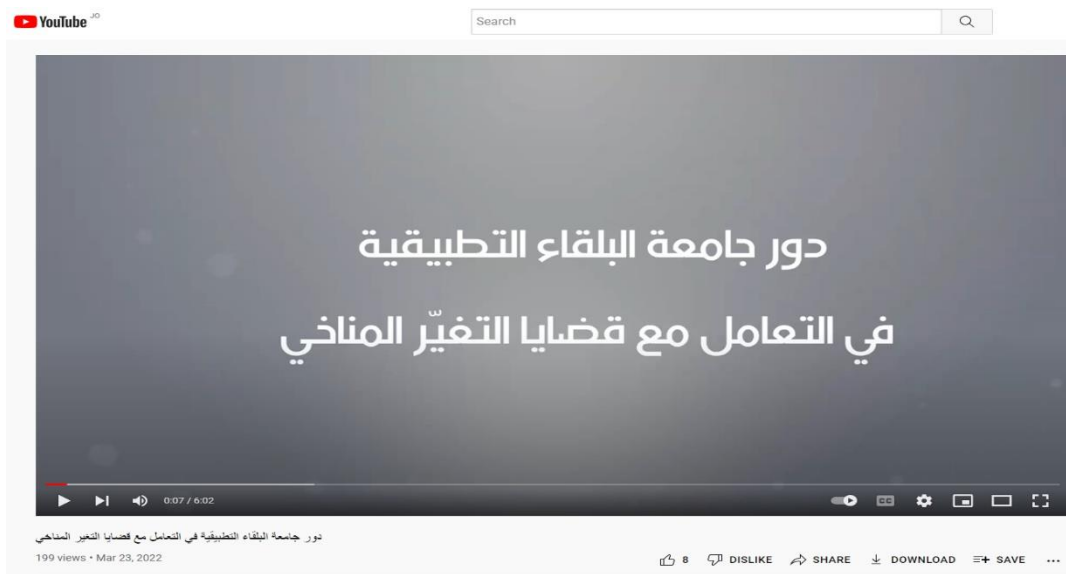 YouTube JO
Search
دور جامعة البلقاء التطبيقية
في التعامل مع قضايا التغيّر المناخي
0:07 / 6:02
CC
دور جامعة البلقاء التطبيقية في التعامل مع قضايا التغير المناخي
199 views • Mar 23, 2022
8 DISLIKE SHARE DOWNLOAD SAVE ...